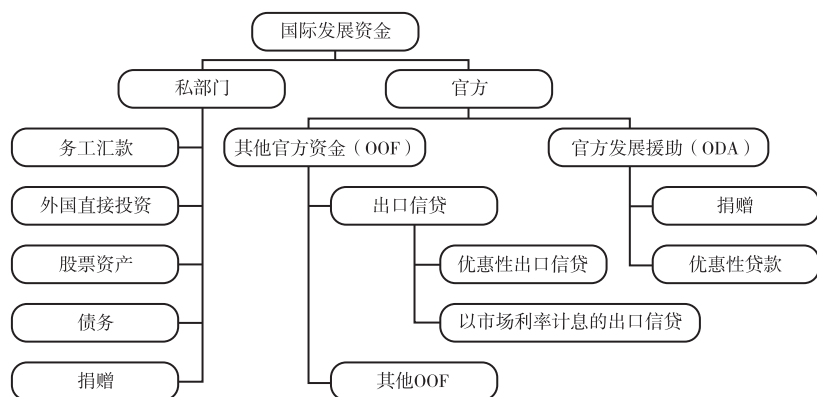 国际发展资金
私部门
官方
务工汇款
其他官方资金（OOF）
官方发展援助（ODA）
外国直接投资
出口信贷
捐赠
股票资产
优惠性出口信贷
优惠性贷款
债务
以市场利率计息的出口信贷
捐赠
其他OOF